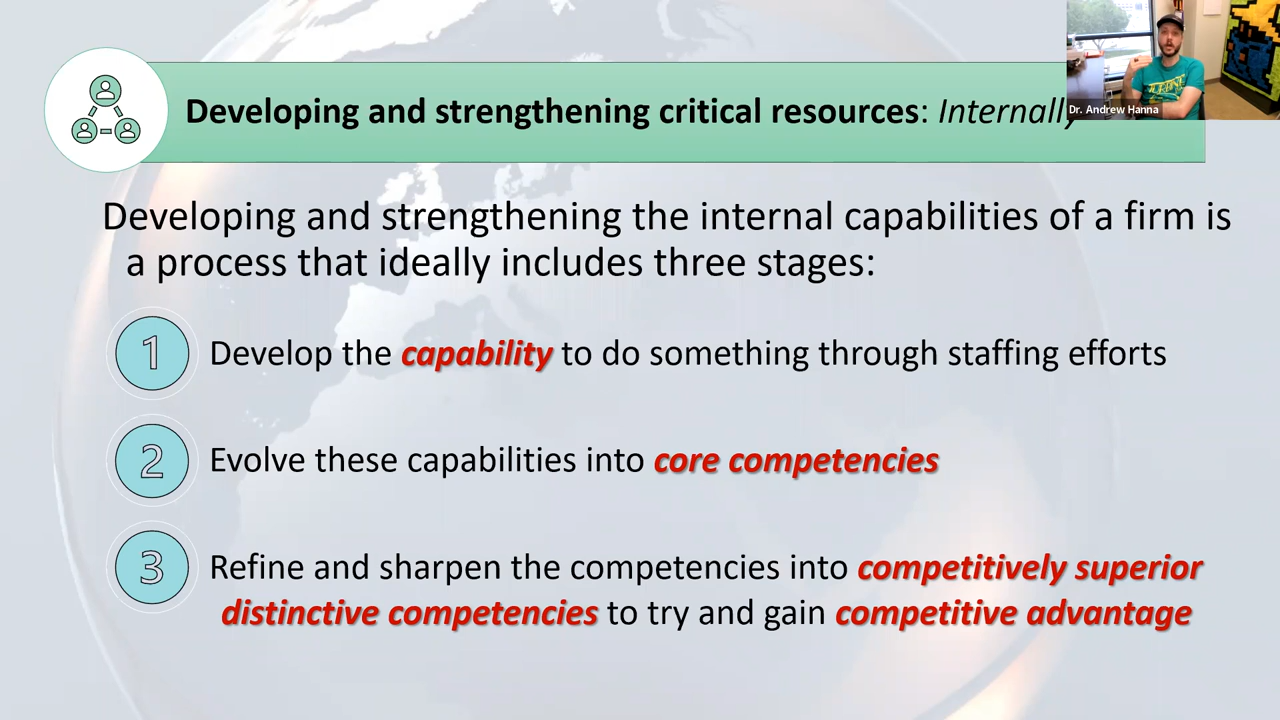 Developing and strengthening critical resources: Internally
Dr. Andrew Hanna
Developing and strengthening the internal capabilities of a firm is
a process that ideally includes three stages:
1 Develop the capability to do something through staffing efforts
2 Evolve these capabilities into core competencies
3 Refine and sharpen the competencies into competitively superior
distinctive competencies to try and gain competitive advantage